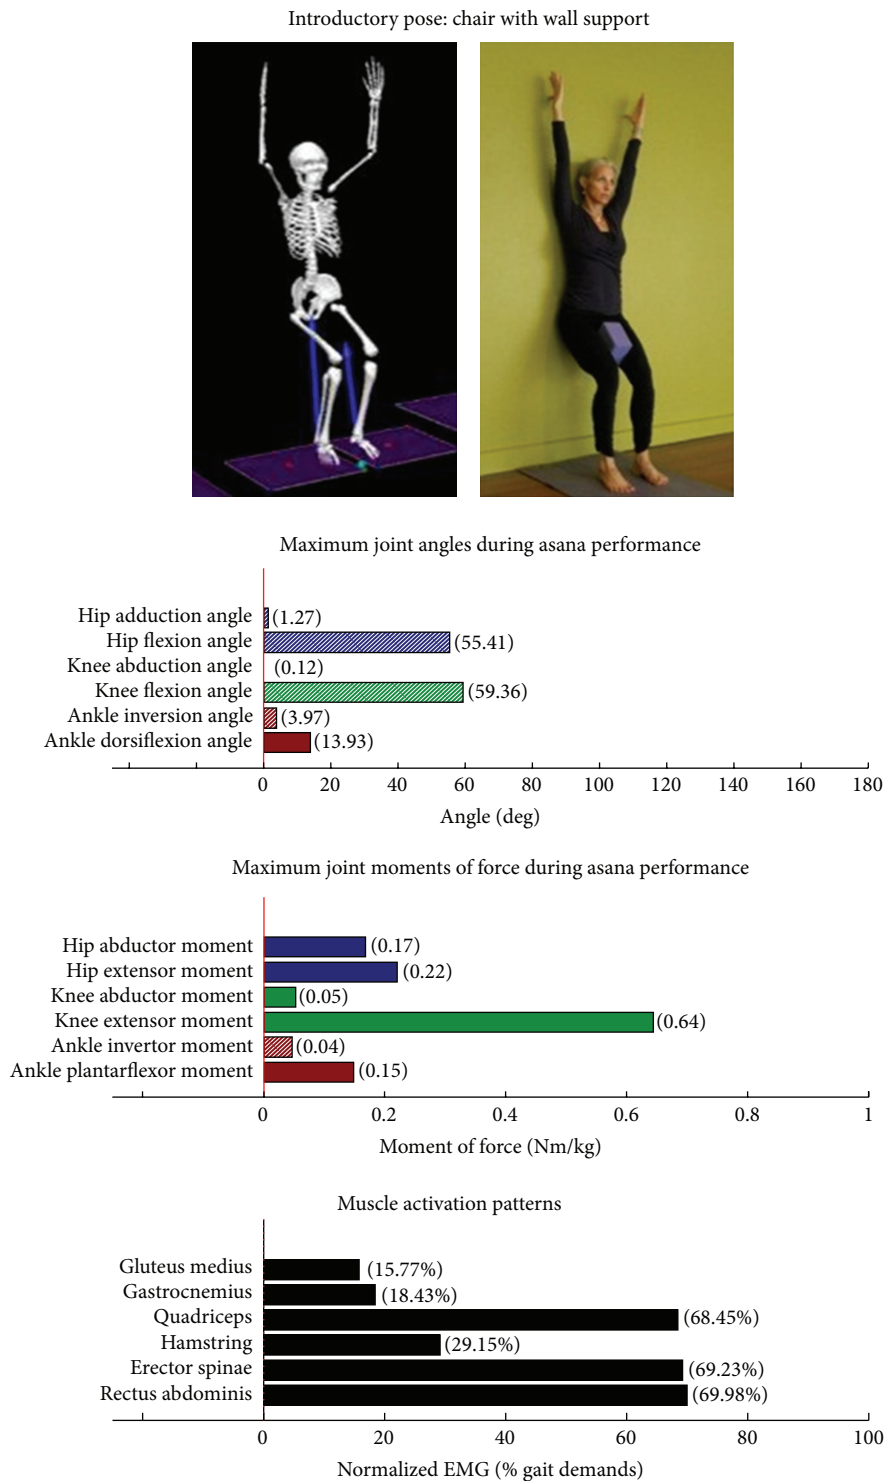 Introductory pose: chair with wall support
Maximum joint angles during asana performance
Hip adduction angle (1.27)
Hip flexion angle (55.41)
Knee abduction angle (0.12)
Knee flexion angle (59.36)
Ankle inversion angle (3.97)
Ankle dorsiflexion angle (13.93)
0 20 40 60 80 100 120 140 160 180
Angle (deg)
Maximum joint moments of force during asana performance
Hip abductor moment (0.17)
Hip extensor moment (0.22)
Knee abductor moment (0.05)
Knee extensor moment (0.64)
Ankle invertor moment (0.04)
Ankle plantarflexor moment (0.15)
0 0.2 0.4 0.6 0.8 1
Moment of force (Nm/kg)
Muscle activation patterns
Gluteus medius (15.77%)
Gastrocnemius (18.43%)
Quadriceps (68.45%)
Hamstring (29.15%)
Erector spinae (69.23%)
Rectus abdominis (69.98%)
0 20 40 60 80 100
Normalized EMG (% gait demands)